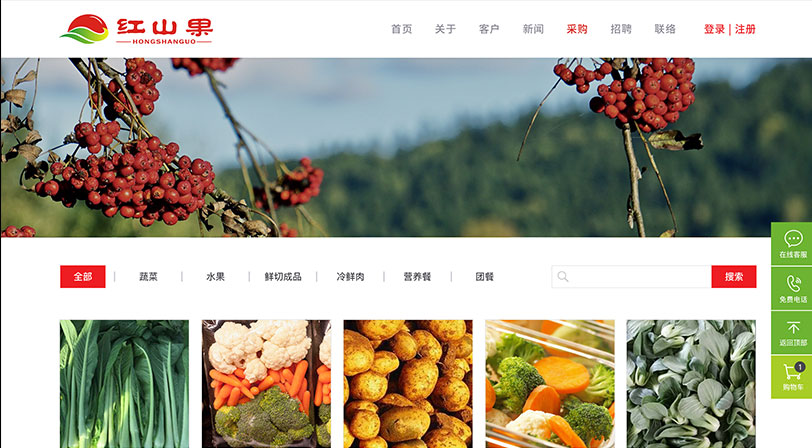 红山果
HONGSHANGUO
首页 关于 客户 新闻 采购 招聘 联络 登录 | 注册
全部 | 蔬菜 | 水果 | 鲜切成品 | 冷鲜肉 | 营养餐 | 团餐 搜索
在线客服
免费电话
返回顶部
1
购物车